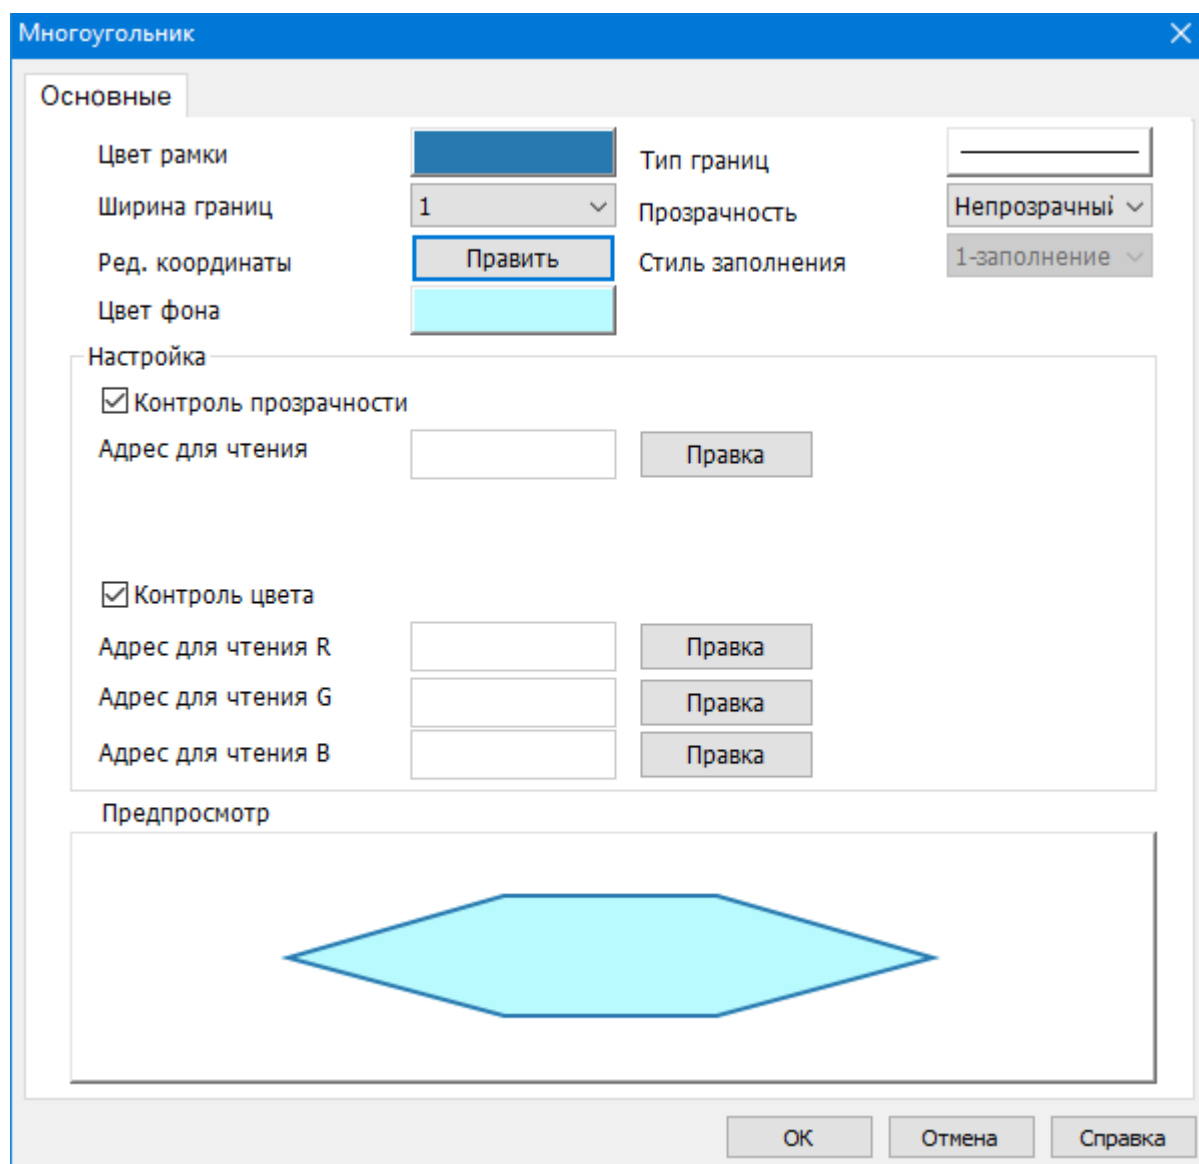 Многоугольник
Основные
Цвет рамки Тип границ
Ширина границ 1 Прозрачность Непрозрачный
Ред. координаты Править Стиль заполнения 1-заполнение
Цвет фона
Настройка
Контроль прозрачности
Адрес для чтения Правка
Контроль цвета
Адрес для чтения R Правка
Адрес для чтения G Правка
Адрес для чтения B Правка
Предпросмотр
ОК Отмена Справка